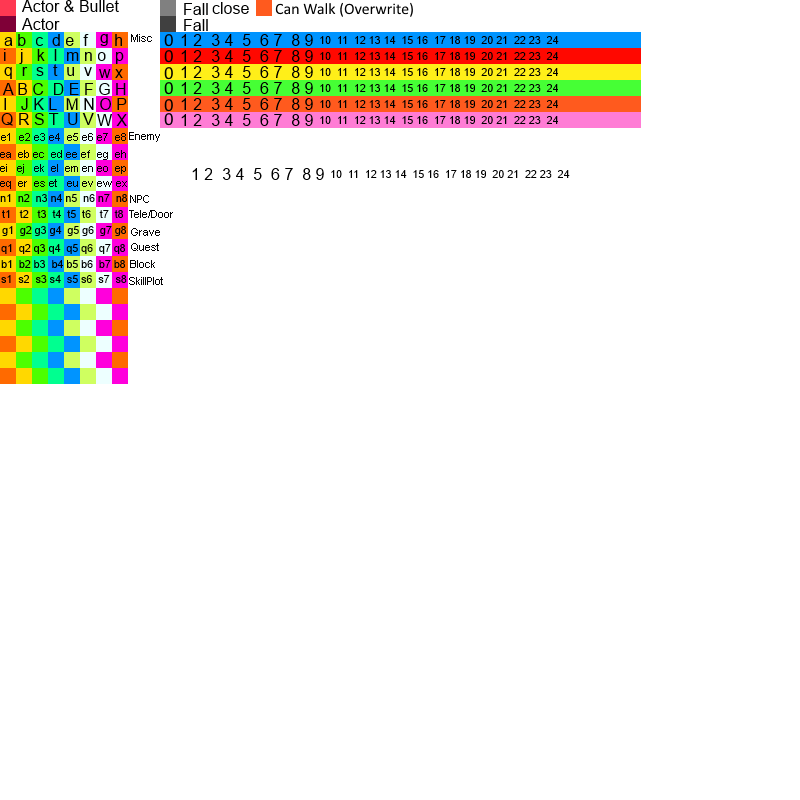 Actor & Bullet Fall close Can Walk (Overwrite)
Actor Fall
a b c d e f g h Misc 0 1 2 3 4 5 6 7 8 9 10 11 12 13 14 15 16 17 18 19 20 21 22 23 24
i j k l m n o p 0 1 2 3 4 5 6 7 8 9 10 11 12 13 14 15 16 17 18 19 20 21 22 23 24
q r s t u v w x 0 1 2 3 4 5 6 7 8 9 10 11 12 13 14 15 16 17 18 19 20 21 22 23 24
A B C D E F G H 0 1 2 3 4 5 6 7 8 9 10 11 12 13 14 15 16 17 18 19 20 21 22 23 24
I J K L M N O P 0 1 2 3 4 5 6 7 8 9 10 11 12 13 14 15 16 17 18 19 20 21 22 23 24
Q R S T U V W X 0 1 2 3 4 5 6 7 8 9 10 11 12 13 14 15 16 17 18 19 20 21 22 23 24
e1 e2 e3 e4 e5 e6 e7 e8 Enemy
ea eb ec ed ee ef eg eh
ei ej ek el em en eo ep 1 2 3 4 5 6 7 8 9 10 11 12 13 14 15 16 17 18 19 20 21 22 23 24
eq er es et eu ev ew ex
n1 n2 n3 n4 n5 n6 n7 n8 NPC
t1 t2 t3 t4 t5 t6 t7 t8 Tele/Door
g1 g2 g3 g4 g5 g6 g7 g8 Grave
q1 q2 q3 q4 q5 q6 q7 q8 Quest
b1 b2 b3 b4 b5 b6 b7 b8 Block
s1 s2 s3 s4 s5 s6 s7 s8 SkillPlot